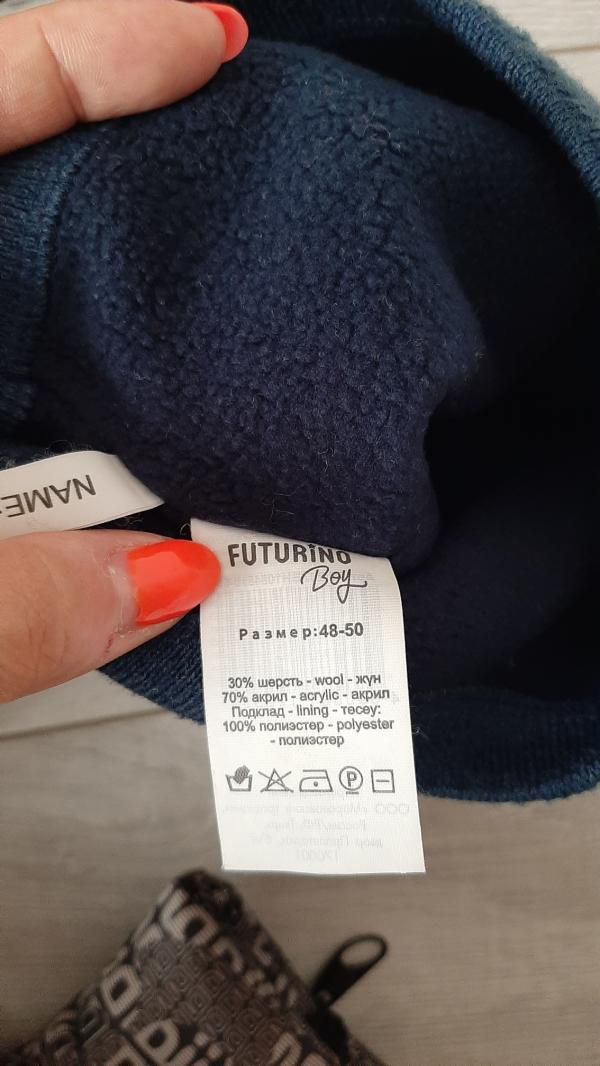 NAME:
FUTURiNO
Boy
Размер:48-50
30% шерсть - wool - жүн
70% акрил - acrylic - акрил
Подклад - lining - төсеу:
100% полиэстер - polyester
- полиэстер
P